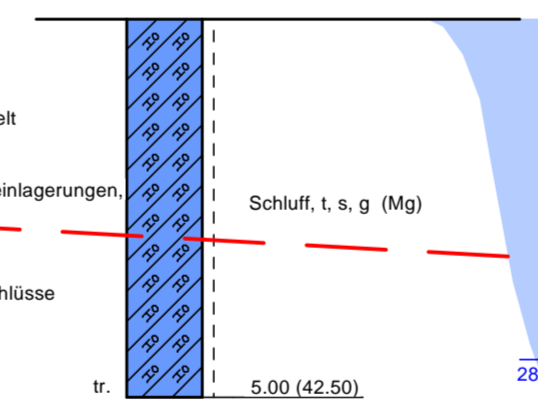 elt
einlagerungen,
Schluff, t, s, g (Mg)
hlüsse
28
tr.
5.00 (42.50)